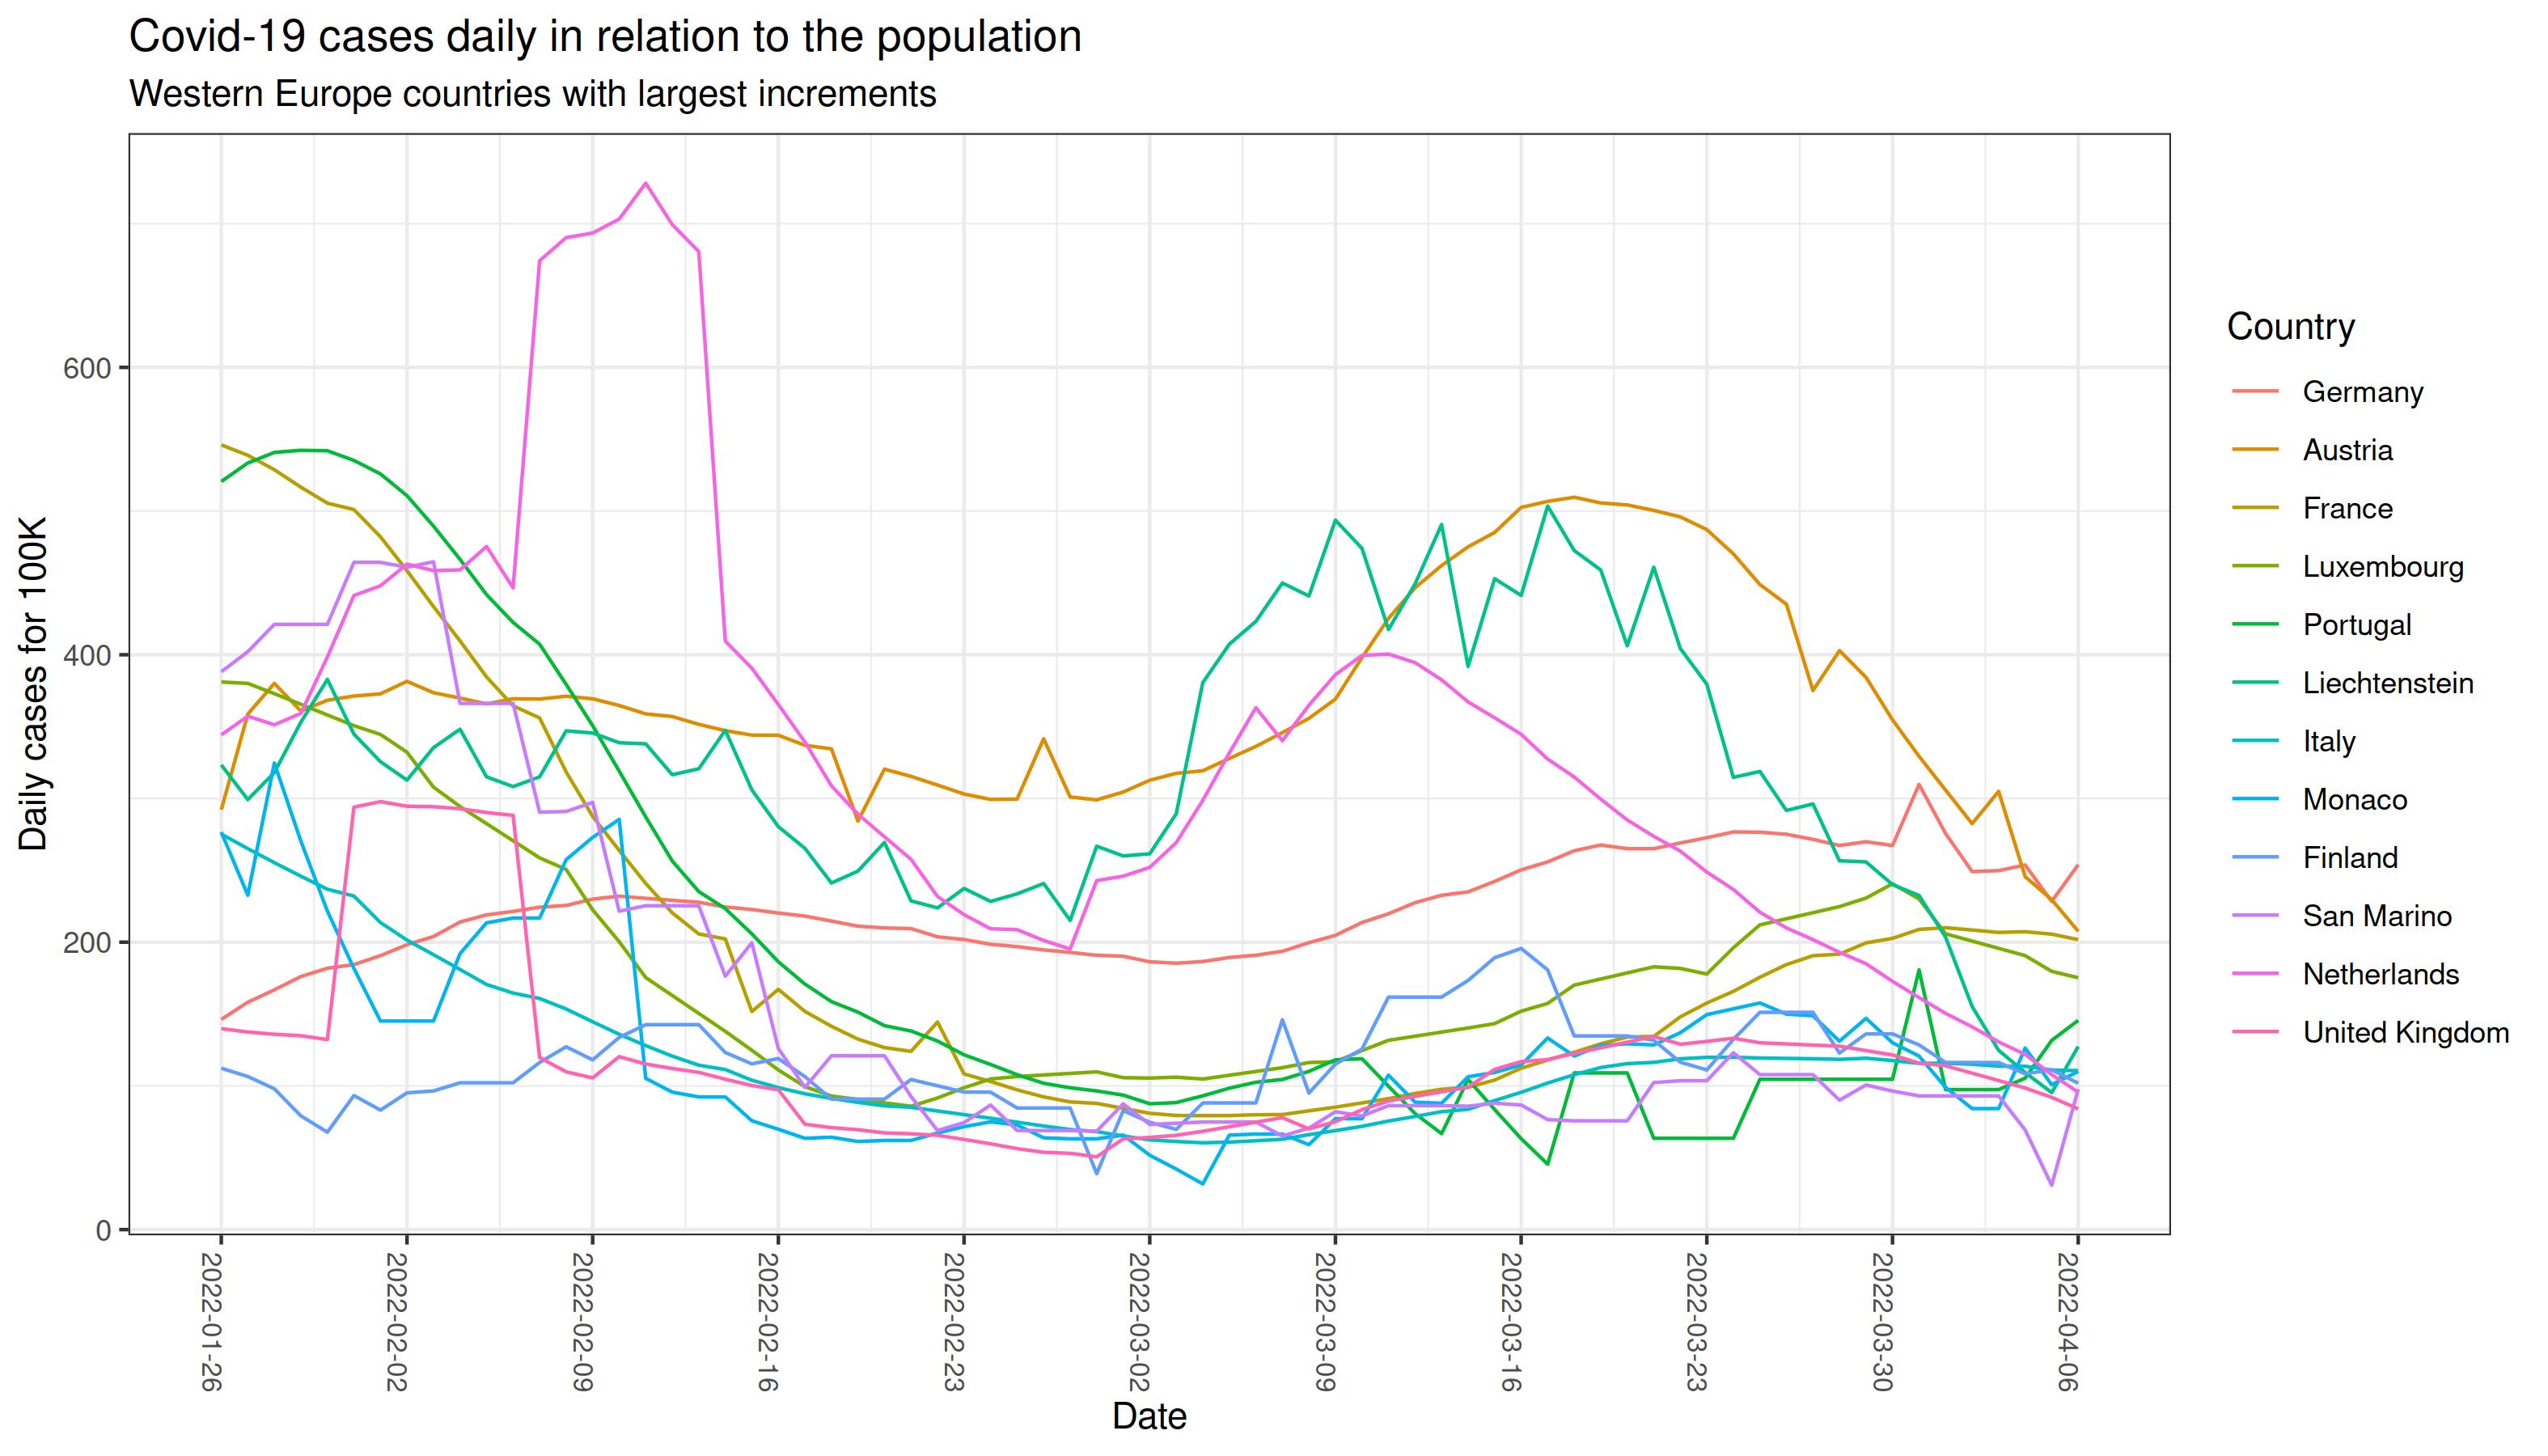 Covid-19 cases daily in relation to the population
Western Europe countries with largest increments
Daily cases for 100K
600
400
200
0
2022-01-26
2022-02-02
2022-02-09
2022-02-16
2022-02-23
2022-03-02
2022-03-09
2022-03-16
2022-03-23
2022-03-30
2022-04-06
Date
Country
Germany
Austria
France
Luxembourg
Portugal
Liechtenstein
Italy
Monaco
Finland
San Marino
Netherlands
United Kingdom